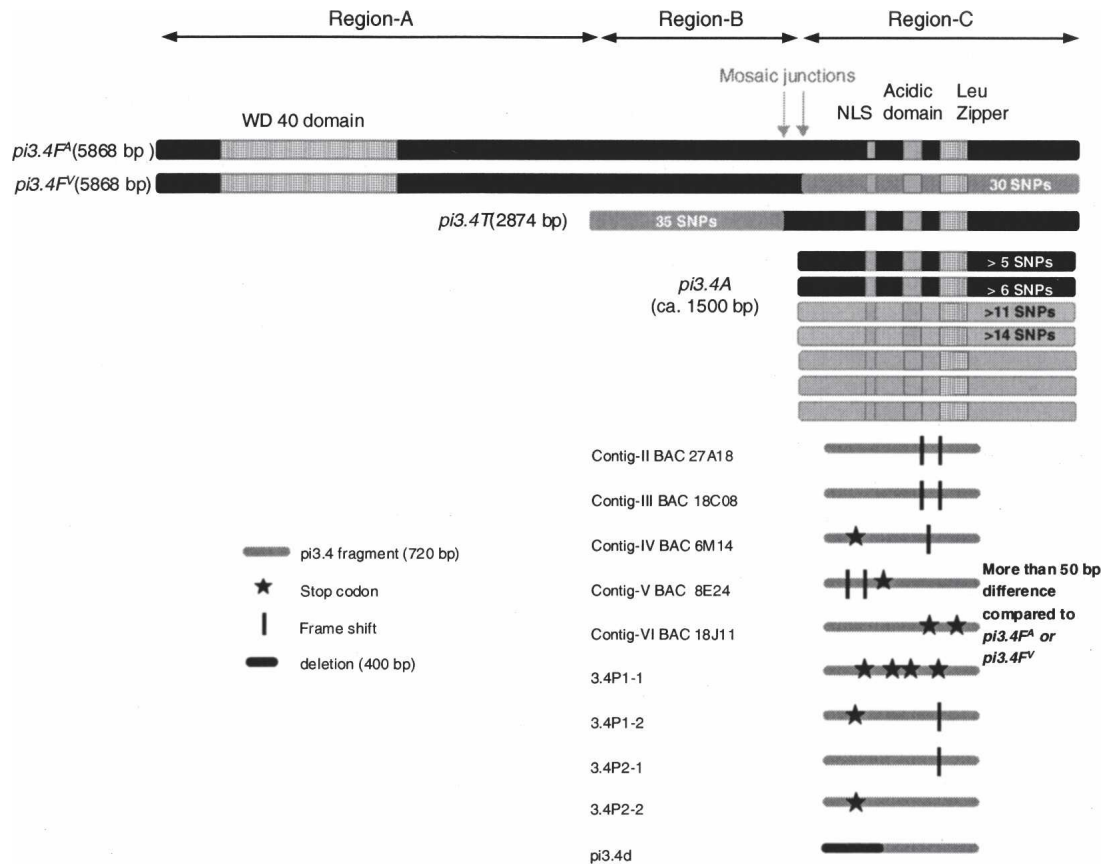 Region-A Region-B Region-C
Mosaic junctions
NLS Acidic domain Leu Zipper
WD 40 domain
pi3.4Fᴬ(5868 bp )
pi3.4Fⱽ(5868 bp) 30 SNPs
pi3.4T(2874 bp) 35 SNPs
> 5 SNPs
pi3.4A
(ca. 1500 bp)
> 6 SNPs
>11 SNPs
>14 SNPs
Contig-II BAC 27A18
Contig-III BAC 18C08
Contig-IV BAC 6M14
Contig-V BAC 8E24
Contig-VI BAC 18J11
3.4P1-1
3.4P1-2
3.4P2-1
3.4P2-2
pi3.4d
More than 50 bp
difference
compared to
pi3.4Fᴬ or
pi3.4Fⱽ
pi3.4 fragment (720 bp)
Stop codon
Frame shift
deletion (400 bp)